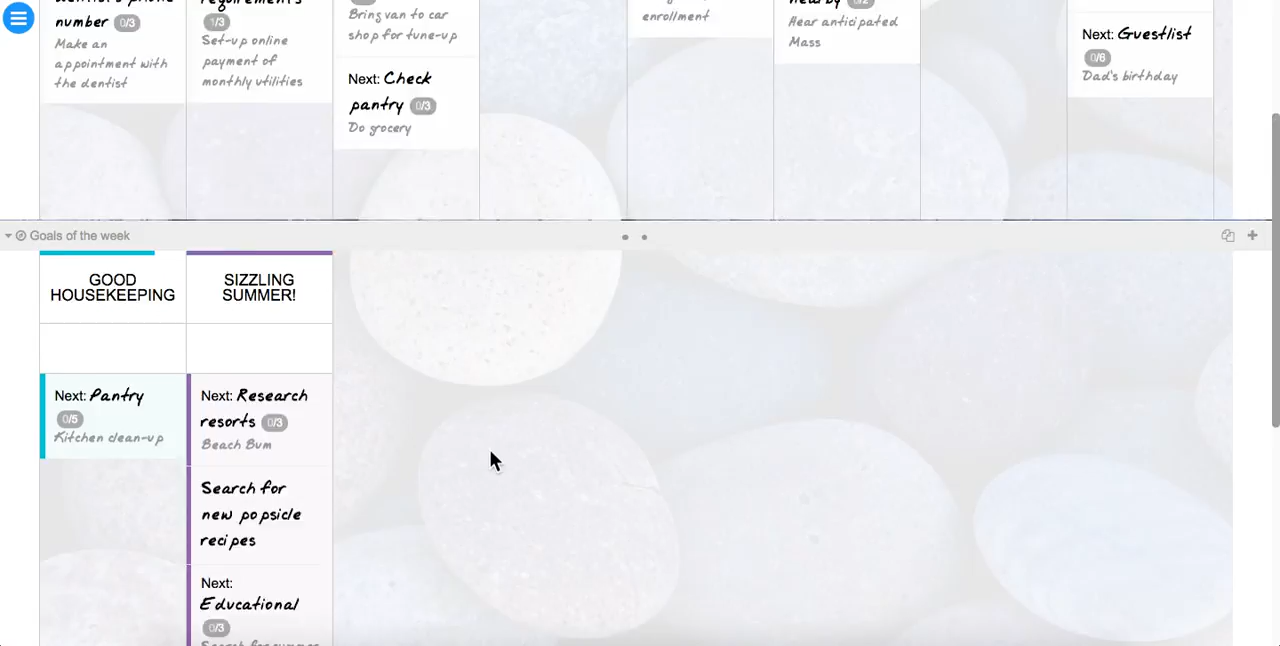 number 0/3
Make an
appointment with
the dentist
1/3
Set-up online
payment of
monthly utilities
Bring van to car
shop for tune-up
Next: Check
pantry 0/3
Do grocery
enrollment
Hear anticipated
Mass
Next: Guestlist
0/6
Dad's birthday
Goals of the week
GOOD
HOUSEKEEPING
SIZZLING
SUMMER!
Next: Pantry
0/5
Kitchen clean-up
Next: Research
resorts 0/3
Beach Bum
Search for
new popsicle
recipes
Next:
Educational
0/3
Search for summer